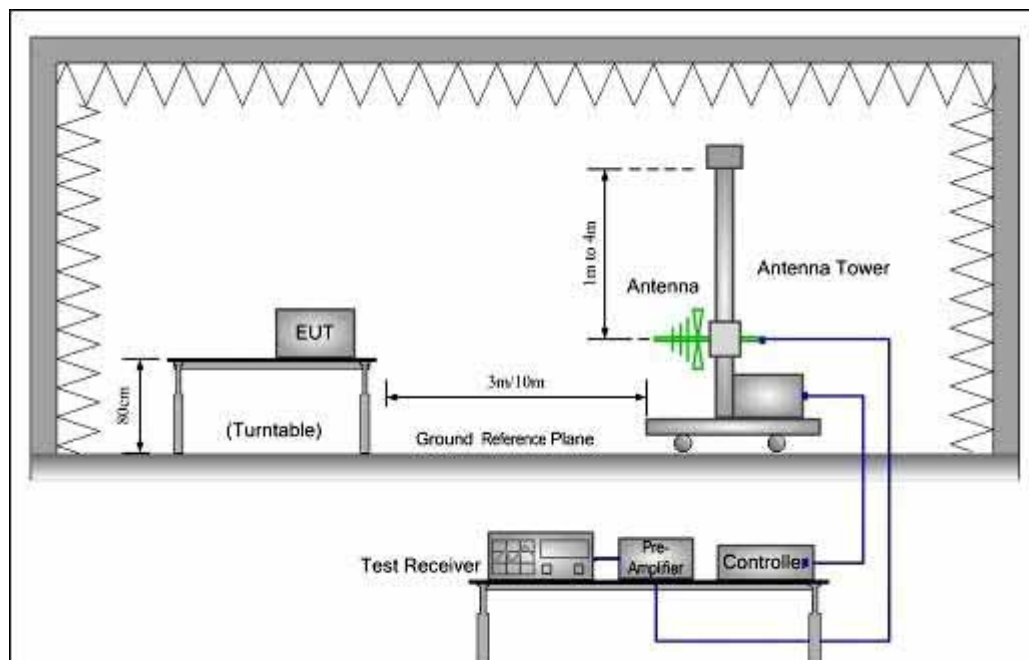 1m to 4m
Antenna Tower
Antenna
EUT
80cm
3m/10m
(Turntable)
Ground Reference Plane
Test Receiver
Pre-
Amplifier
Controller